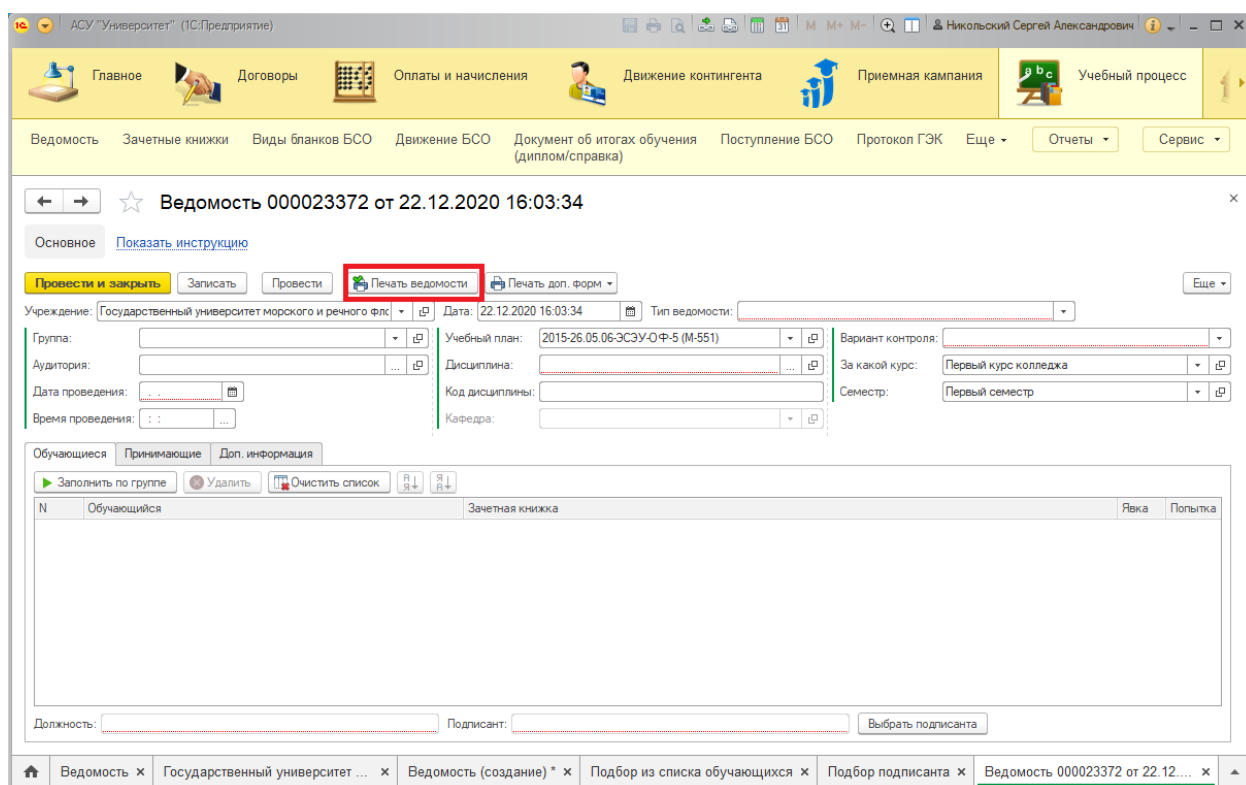 АСУ "Университет" (1С:Предприятие) M M+ M- Никольский Сергей Александрович
Главное Договоры Оплаты и начисления Движение контингента Приемная кампания Учебный процесс
Ведомость Зачетные книжки Виды бланков БСО Движение БСО Документ об итогах обучения (диплом/справка) Поступление БСО Протокол ГЭК Еще Отчеты Сервис
Ведомость 000023372 от 22.12.2020 16:03:34
Основное Показать инструкцию
Провести и закрыть Записать Провести Печать ведомости Печать доп. форм Еще
Учреждение: Государственный университет морского и речного фло Дата: 22.12.2020 16:03:34 Тип ведомости:
Группа: Учебный план: 2015-26.05.06-ЭСЭУ-ОФ-5 (М-551) Вариант контроля:
Аудитория: Дисциплина: За какой курс: Первый курс колледжа
Дата проведения: . . Код дисциплины: Семестр: Первый семестр
Время проведения: : : Кафедра:
Обучающиеся Принимающие Доп. информация
Заполнить по группе Удалить Очистить список
N Обучающийся Зачетная книжка Явка Попытка
Должность: Подписант: Выбрать подписанта
Ведомость Государственный университет ... Ведомость (создание) * Подбор из списка обучающихся Подбор подписанта Ведомость 000023372 от 22.12....